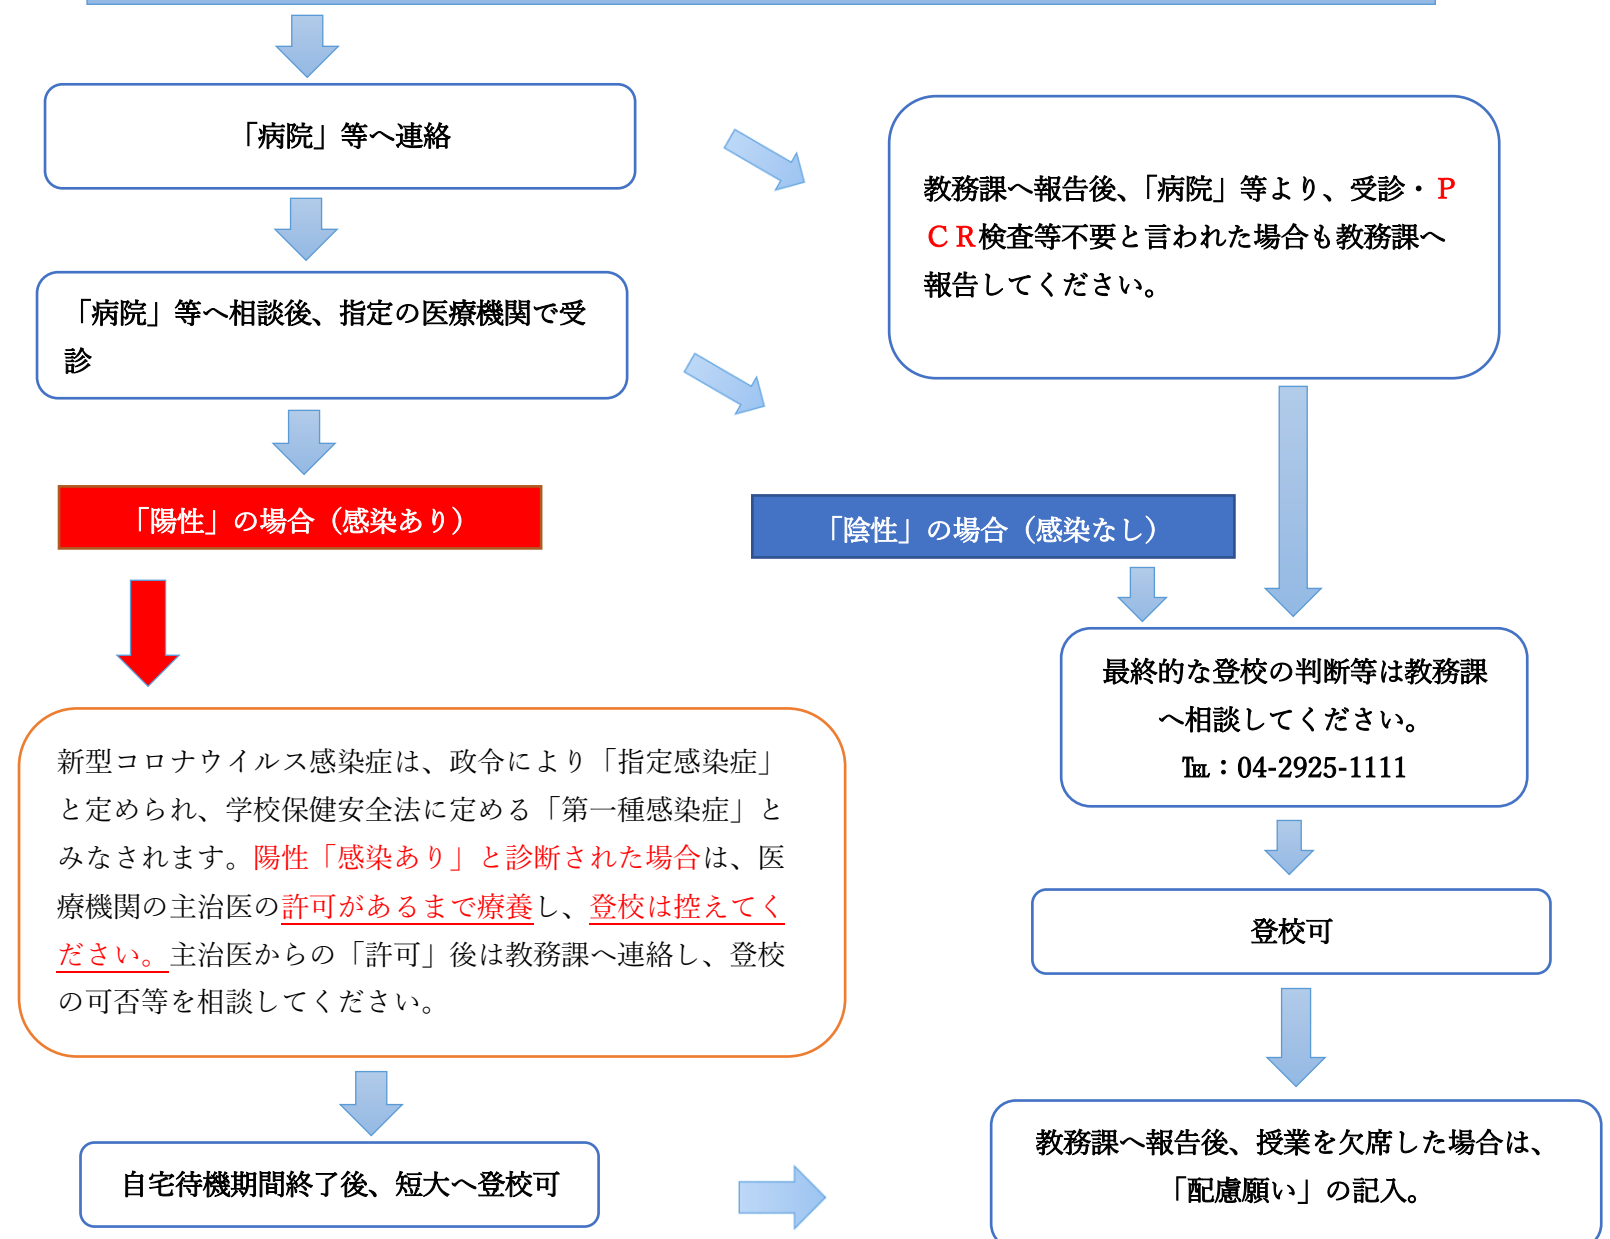 「病院」等へ連絡
教務課へ報告後、「病院」等より、受診・Ｐ
ＣＲ検査等不要と言われた場合も教務課へ
報告してください。
「病院」等へ相談後、指定の医療機関で受
診
「陽性」の場合（感染あり）
「陰性」の場合（感染なし）
最終的な登校の判断等は教務課
へ相談してください。
℡：04-2925-1111
新型コロナウイルス感染症は、政令により「指定感染症」
と定められ、学校保健安全法に定める「第一種感染症」と
みなされます。陽性「感染あり」と診断された場合は、医
療機関の主治医の許可があるまで療養し、登校は控えてく
ださい。主治医からの「許可」後は教務課へ連絡し、登校
の可否等を相談してください。
登校可
自宅待機期間終了後、短大へ登校可
教務課へ報告後、授業を欠席した場合は、
「配慮願い」の記入。